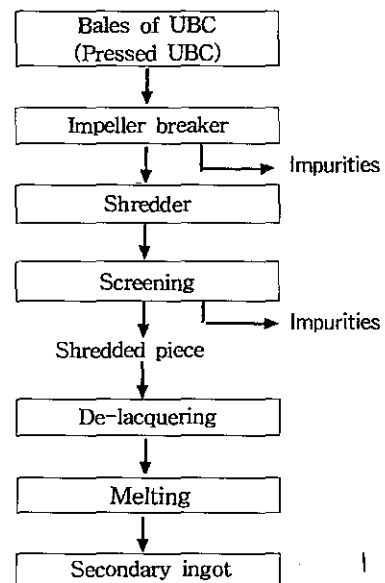 Bales of UBC
(Pressed UBC)
Impeller breaker
Impurities
Shredder
Screening
Impurities
Shredded piece
De-lacquering
Melting
Secondary ingot